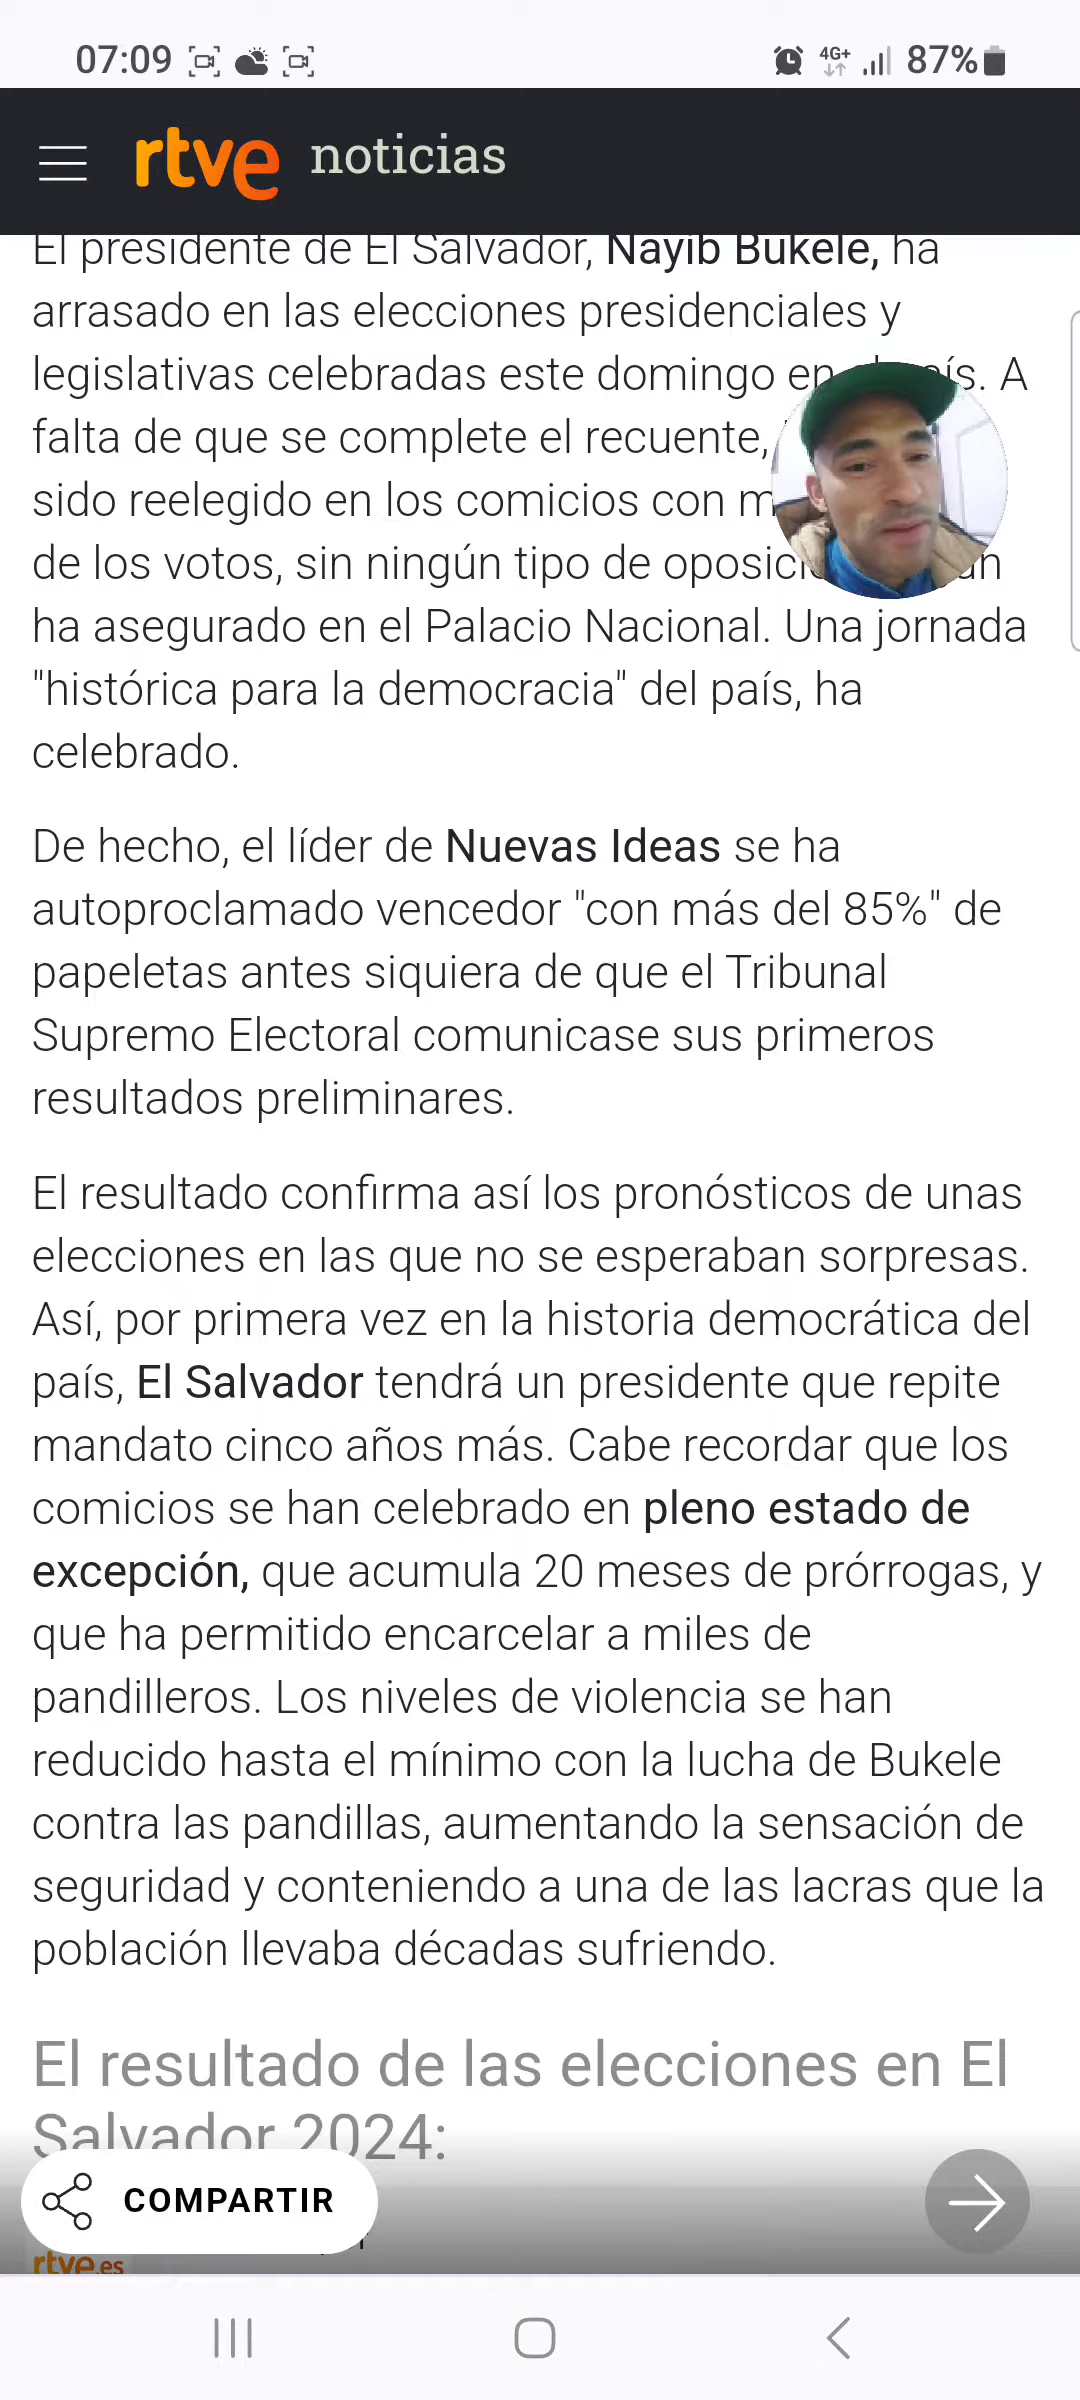 07:09
4G+
87%
rtve noticias
El presidente de El Salvador, Nayib Bukele, ha
arrasado en las elecciones presidenciales y
legislativas celebradas este domingo en
A
falta de que se complete el recuente,
sido reelegido en los comicios con
de los votos, sin ningún tipo de
ha asegurado en el Palacio Nacional. Una jornada
"histórica para la democracia" del país, ha
celebrado.
De hecho, el líder de Nuevas Ideas se ha
autoproclamado vencedor "con más del 85%" de
papeletas antes siquiera de que el Tribunal
Supremo Electoral comunicase sus primeros
resultados preliminares.
El resultado confirma así los pronósticos de unas
elecciones en las que no se esperaban sorpresas.
Así, por primera vez en la historia democrática del
país, El Salvador tendrá un presidente que repite
mandato cinco años más. Cabe recordar que los
comicios se han celebrado en pleno estado de
excepción, que acumula 20 meses de prórrogas, y
que ha permitido encarcelar a miles de
pandilleros. Los niveles de violencia se han
reducido hasta el mínimo con la lucha de Bukele
contra las pandillas, aumentando la sensación de
seguridad y conteniendo a una de las lacras que la
población llevaba décadas sufriendo.
El resultado de las elecciones en El
Salvador 2024:
COMPARTIR
rtve.es